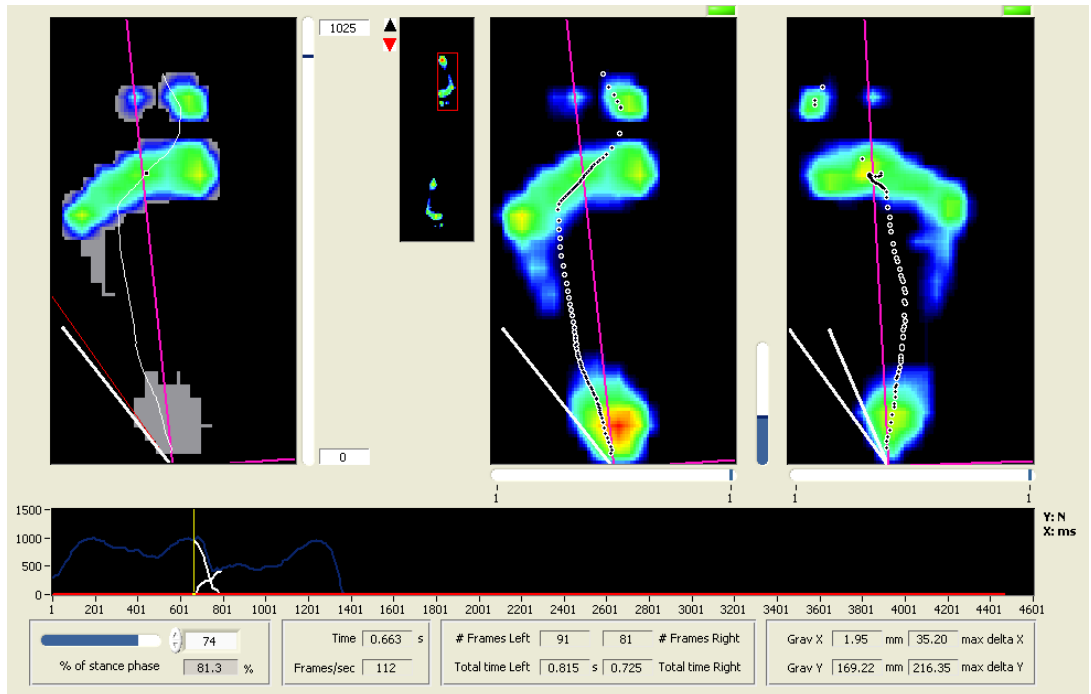 1025
0
1 1 1 1
1500
1000
500
0
Y: N
X: ms
1 201 401 601 801 1001 1201 1401 1601 1801 2001 2201 2401 2601 2801 3001 3201 3401 3601 3801 4001 4201 4401 4601
74
% of stance phase 81.3 %
Time 0.663 s
Frames/sec 112
# Frames Left 91 81 # Frames Right
Total time Left 0.815 s 0.725 Total time Right
Grav X 1.95 mm 35.20 max delta X
Grav Y 169.22 mm 216.35 max delta Y